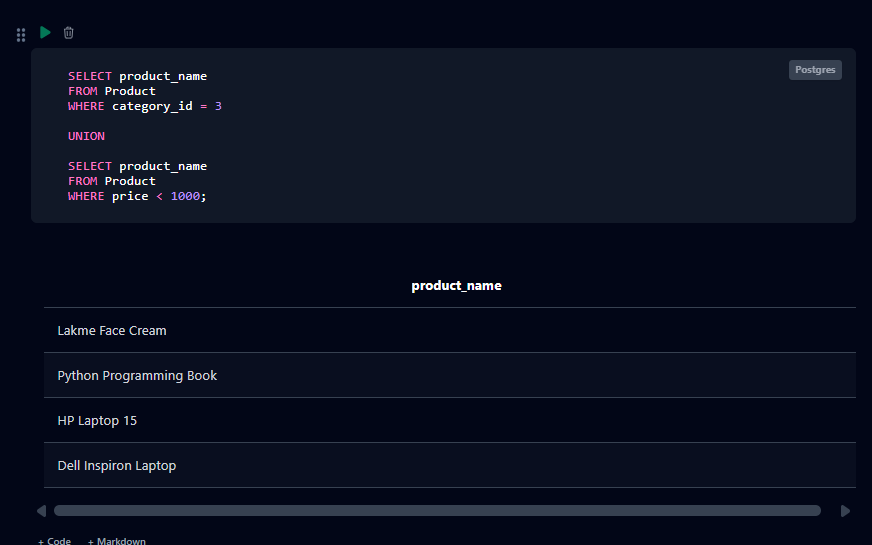 Postgres
SELECT product_name
FROM Product
WHERE category_id = 3
UNION
SELECT product_name
FROM Product
WHERE price < 1000;
product_name
Lakme Face Cream
Python Programming Book
HP Laptop 15
Dell Inspiron Laptop
+ Code + Markdown